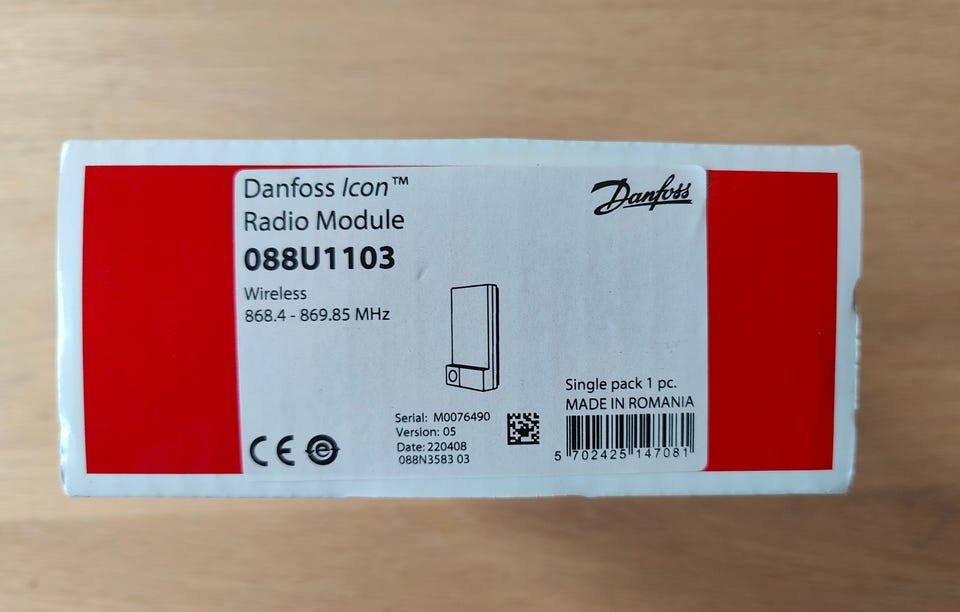 Danfoss Icon™
Radio Module
088U1103
Wireless
868.4 - 869.85 MHz
Danfoss
Serial: M0076490
Version: 05
Date: 220408
088N3583 03
Single pack 1 pc.
MADE IN ROMANIA
5 702425 147081
CE